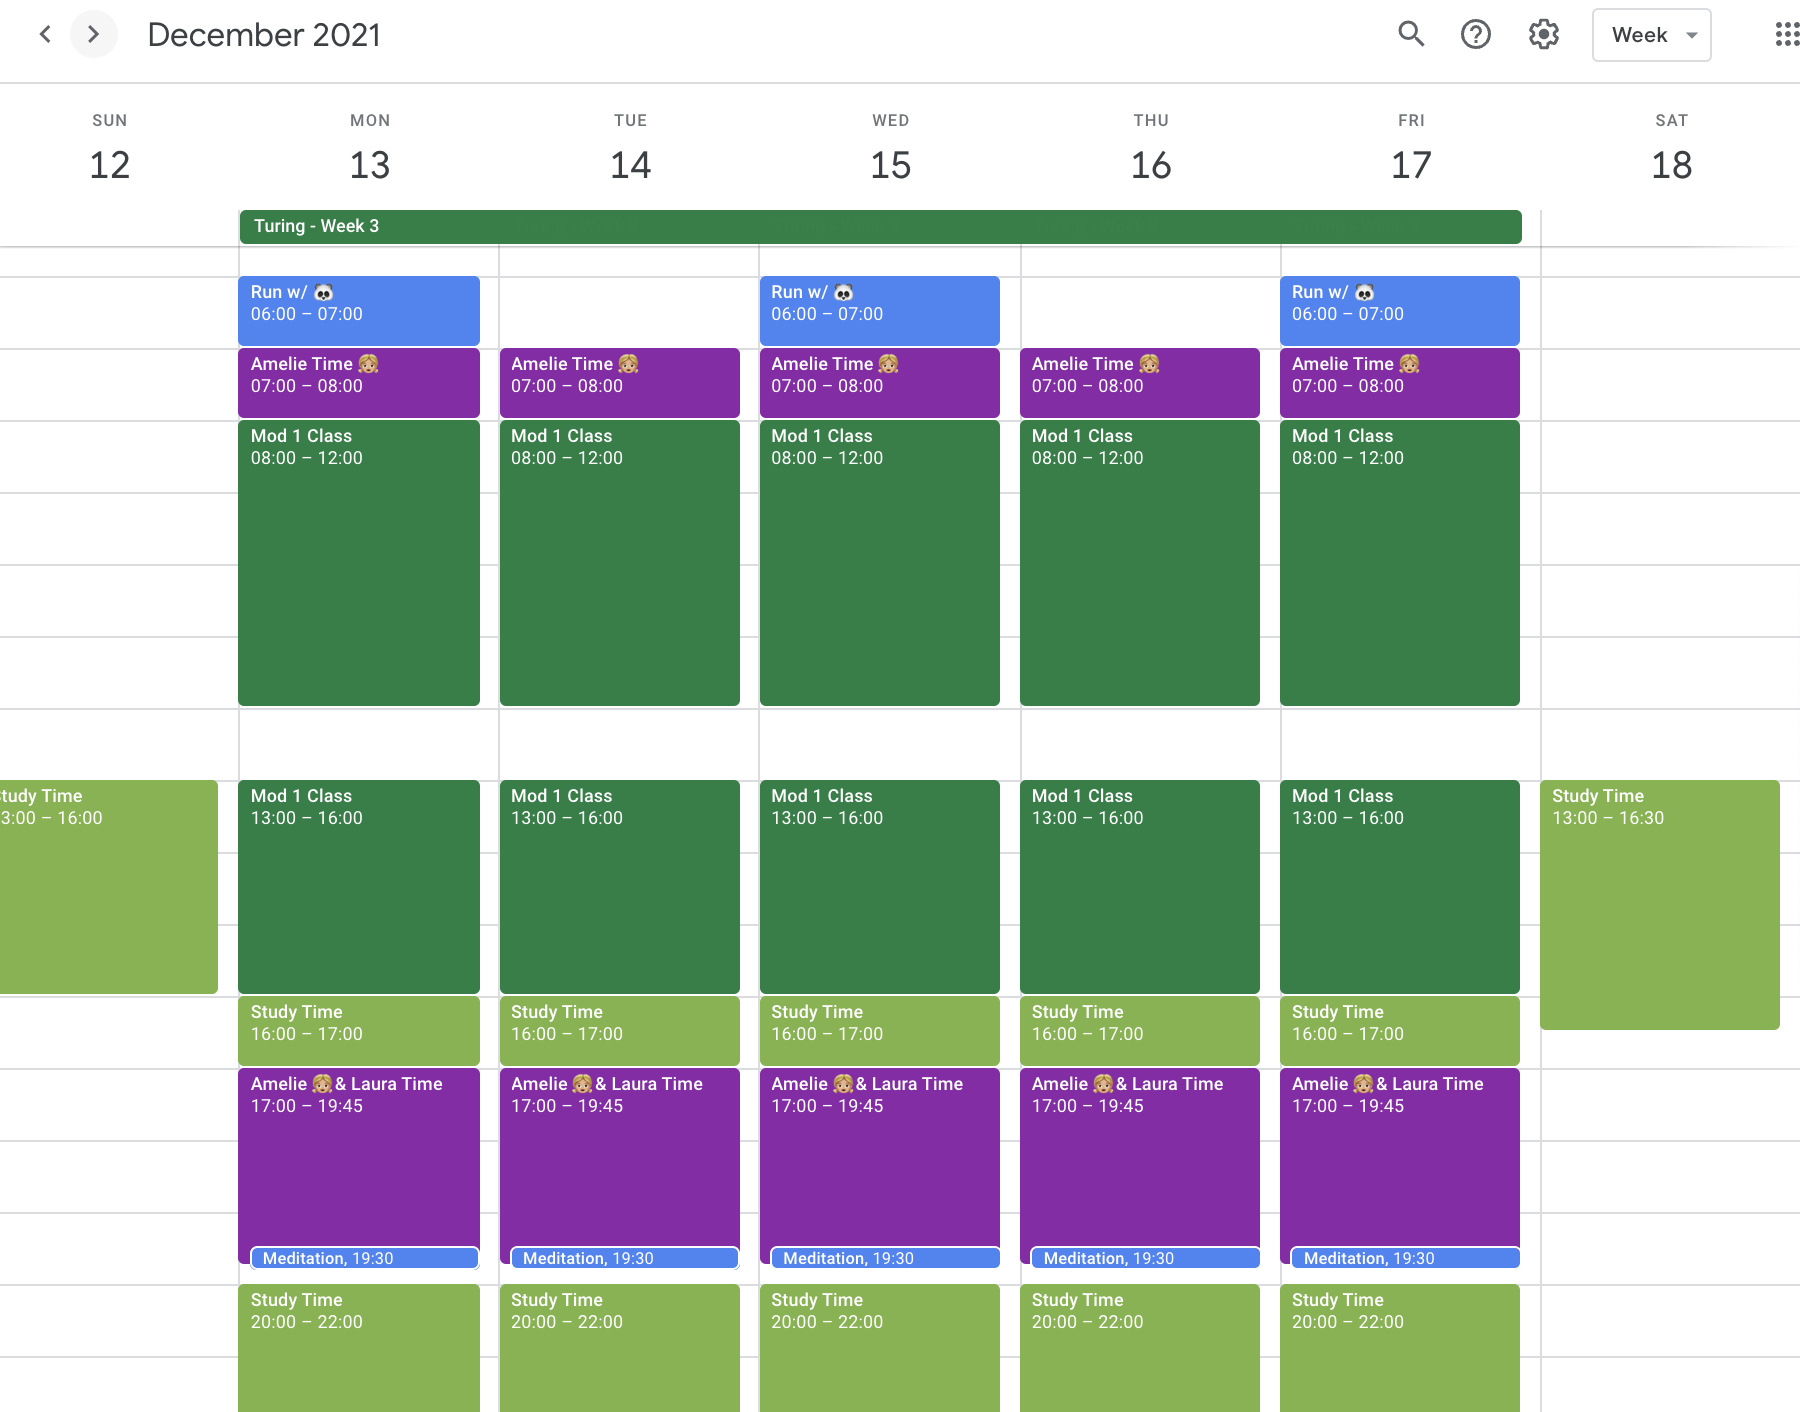 December 2021
Week
SUN
12
MON
13
TUE
14
WED
15
THU
16
FRI
17
SAT
18
Turing - Week 3
Run w/ 🐼
06:00 – 07:00
Run w/ 🐼
06:00 – 07:00
Run w/ 🐼
06:00 – 07:00
Amelie Time 👧🏼
07:00 – 08:00
Amelie Time 👧🏼
07:00 – 08:00
Amelie Time 👧🏼
07:00 – 08:00
Amelie Time 👧🏼
07:00 – 08:00
Amelie Time 👧🏼
07:00 – 08:00
Mod 1 Class
08:00 – 12:00
Mod 1 Class
08:00 – 12:00
Mod 1 Class
08:00 – 12:00
Mod 1 Class
08:00 – 12:00
Mod 1 Class
08:00 – 12:00
tudy Time
3:00 – 16:00
Mod 1 Class
13:00 – 16:00
Mod 1 Class
13:00 – 16:00
Mod 1 Class
13:00 – 16:00
Mod 1 Class
13:00 – 16:00
Mod 1 Class
13:00 – 16:00
Study Time
13:00 – 16:30
Study Time
16:00 – 17:00
Study Time
16:00 – 17:00
Study Time
16:00 – 17:00
Study Time
16:00 – 17:00
Study Time
16:00 – 17:00
Amelie 👧🏼& Laura Time
17:00 – 19:45
Amelie 👧🏼& Laura Time
17:00 – 19:45
Amelie 👧🏼& Laura Time
17:00 – 19:45
Amelie 👧🏼& Laura Time
17:00 – 19:45
Amelie 👧🏼& Laura Time
17:00 – 19:45
Meditation, 19:30
Meditation, 19:30
Meditation, 19:30
Meditation, 19:30
Meditation, 19:30
Study Time
20:00 – 22:00
Study Time
20:00 – 22:00
Study Time
20:00 – 22:00
Study Time
20:00 – 22:00
Study Time
20:00 – 22:00